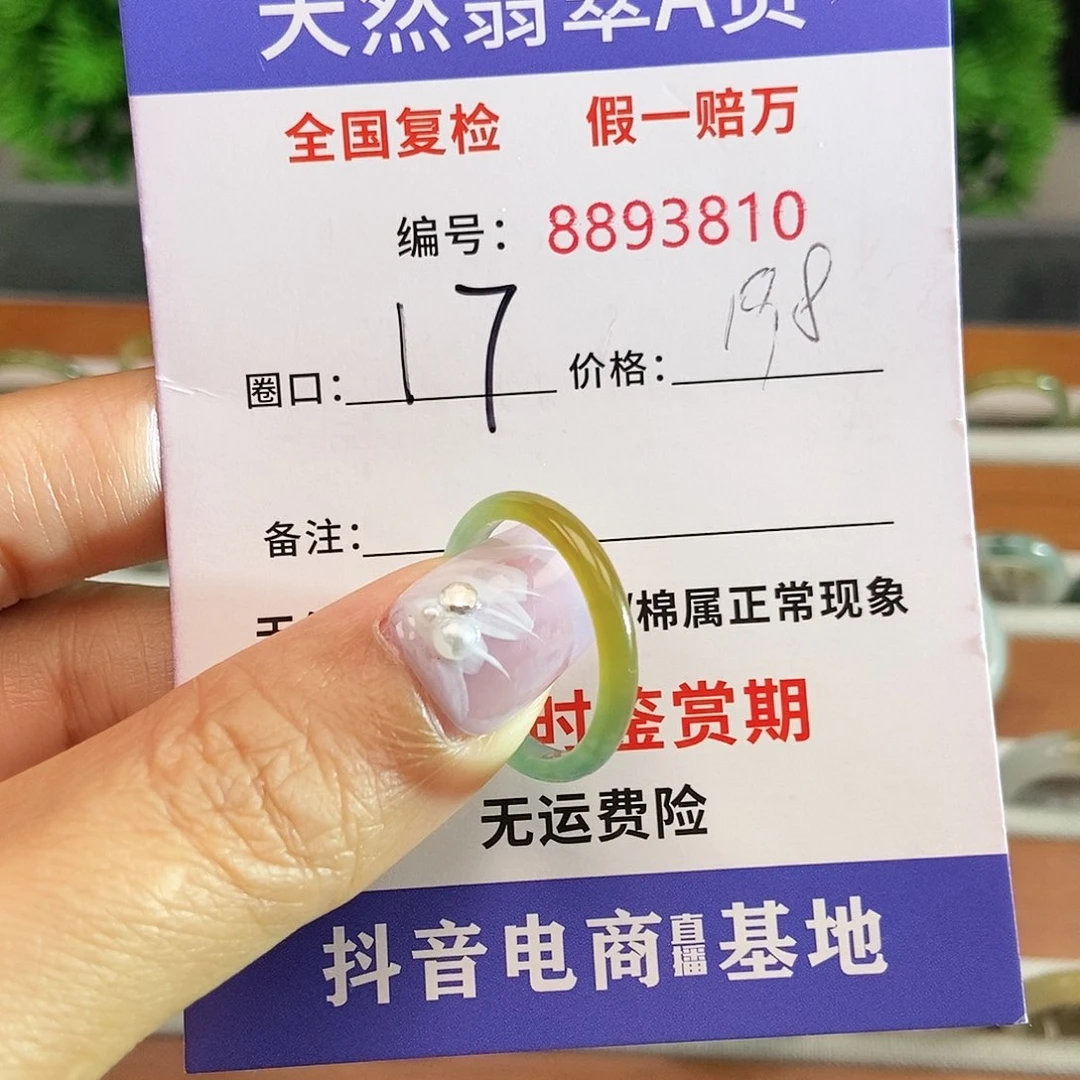 天然翡翠A货
全国复检 假一赔万
编号：8893810
圈口：17 价格：198
备注：
棉属正常现象
时鉴赏期
无运费险
抖音电商直播基地